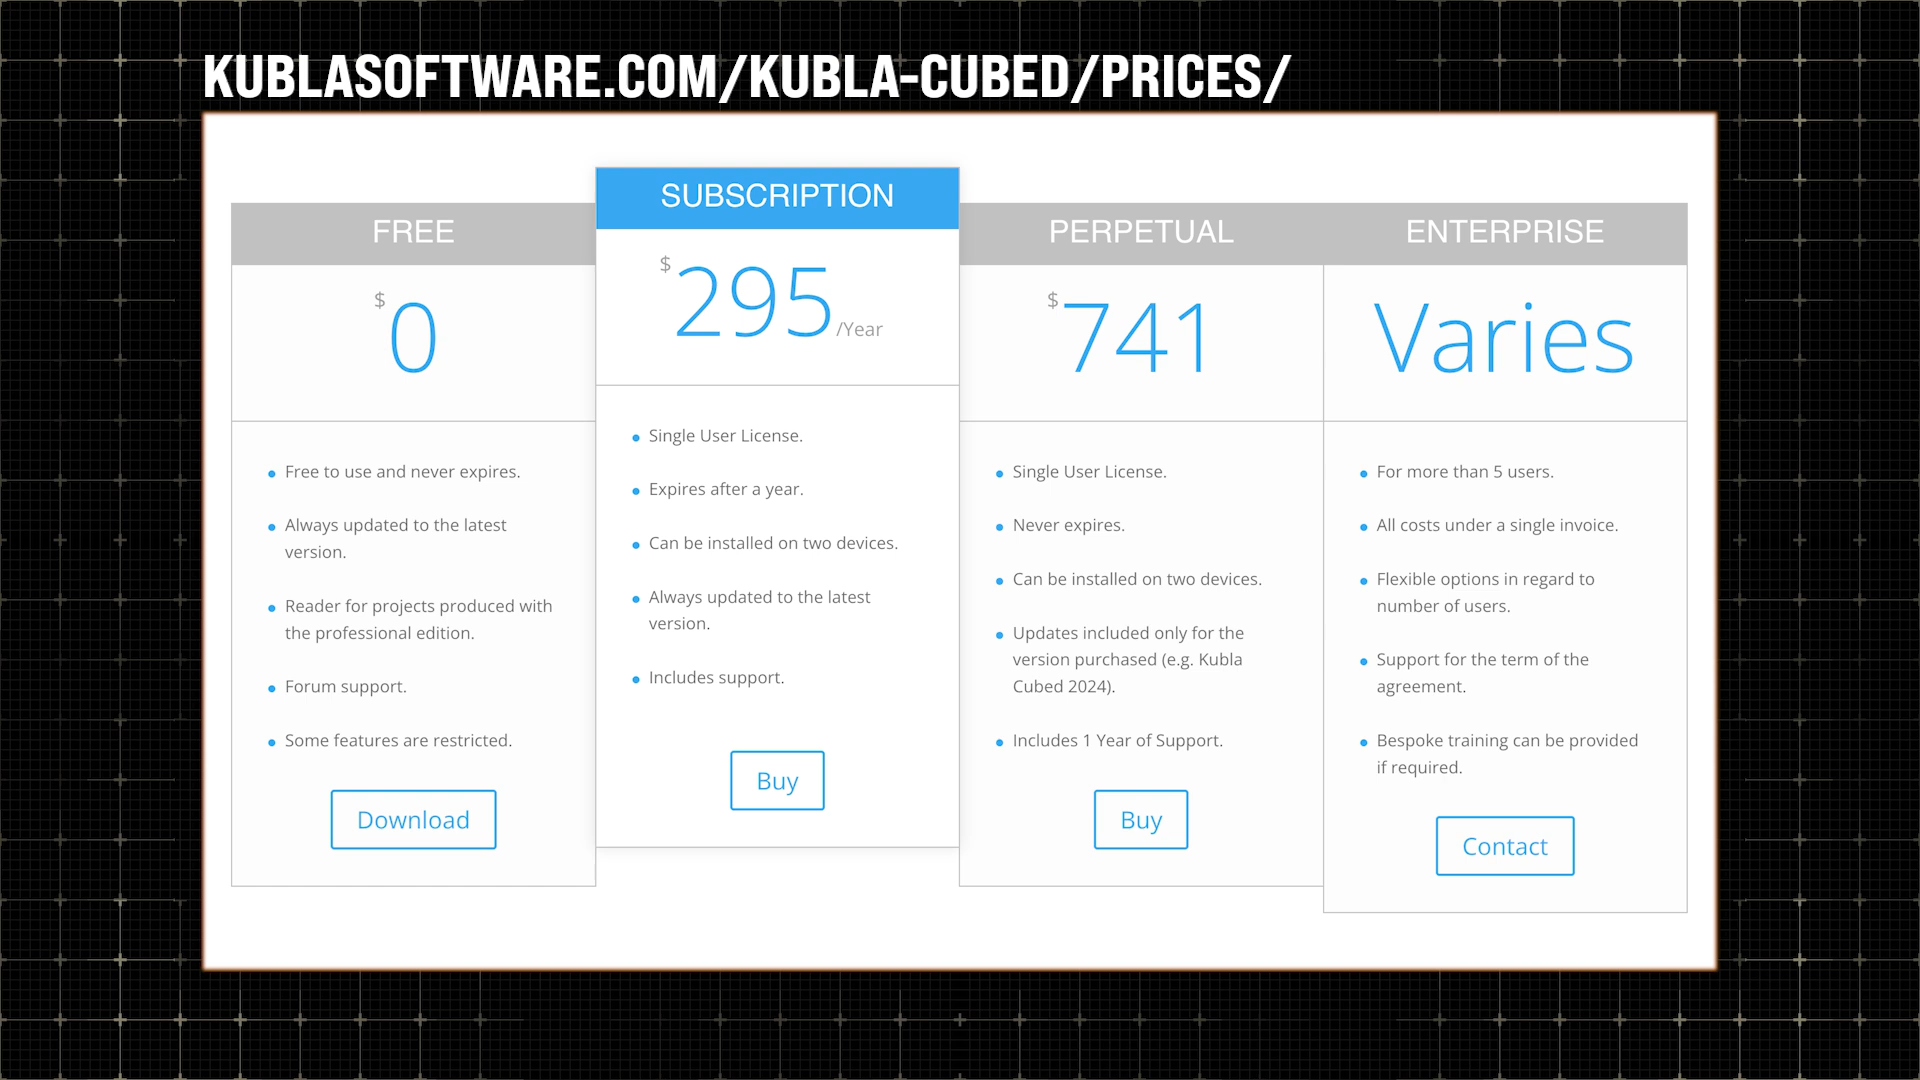 KUBLASOFTWARE.COM/KUBLA-CUBED/PRICES/
FREE
$0
Free to use and never expires.
Always updated to the latest
version.
Reader for projects produced with
the professional edition.
Forum support.
Some features are restricted.
Download
SUBSCRIPTION
$295/Year
Single User License.
Expires after a year.
Can be installed on two devices.
Always updated to the latest
version.
Includes support.
Buy
PERPETUAL
$741
Single User License.
Never expires.
Can be installed on two devices.
Updates included only for the
version purchased (e.g. Kubla
Cubed 2024).
Includes 1 Year of Support.
Buy
ENTERPRISE
Varies
For more than 5 users.
All costs under a single invoice.
Flexible options in regard to
number of users.
Support for the term of the
agreement.
Bespoke training can be provided
if required.
Contact